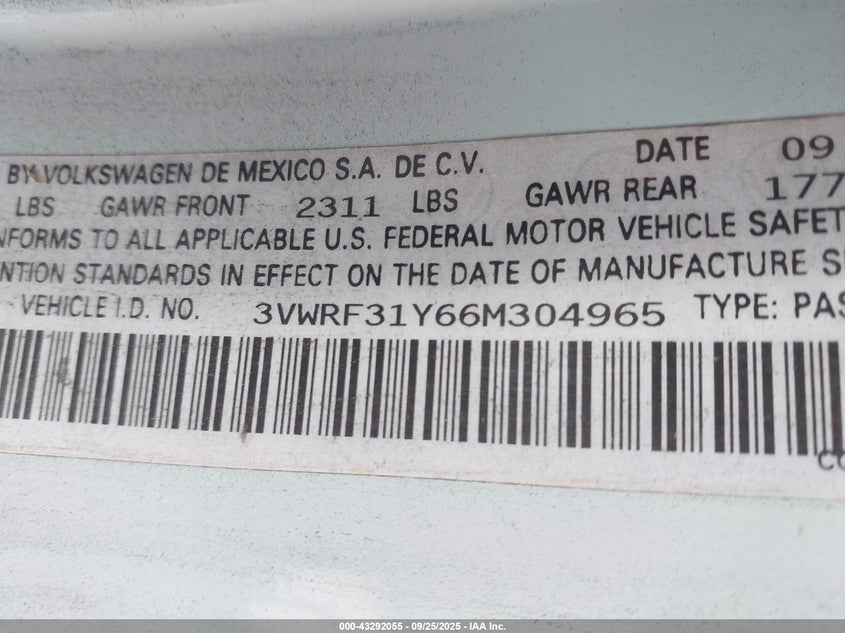 BY VOLKSWAGEN DE MEXICO S.A. DE C.V. DATE 09
LBS GAWR FRONT 2311 LBS GAWR REAR 177
NFORMS TO ALL APPLICABLE U.S. FEDERAL MOTOR VEHICLE SAFET
NTION STANDARDS IN EFFECT ON THE DATE OF MANUFACTURE S
VEHICLE I.D. NO. 3VWRF31Y66M304965 TYPE: PAS
CO
000-43292055 - 09/25/2025 - IAA Inc.